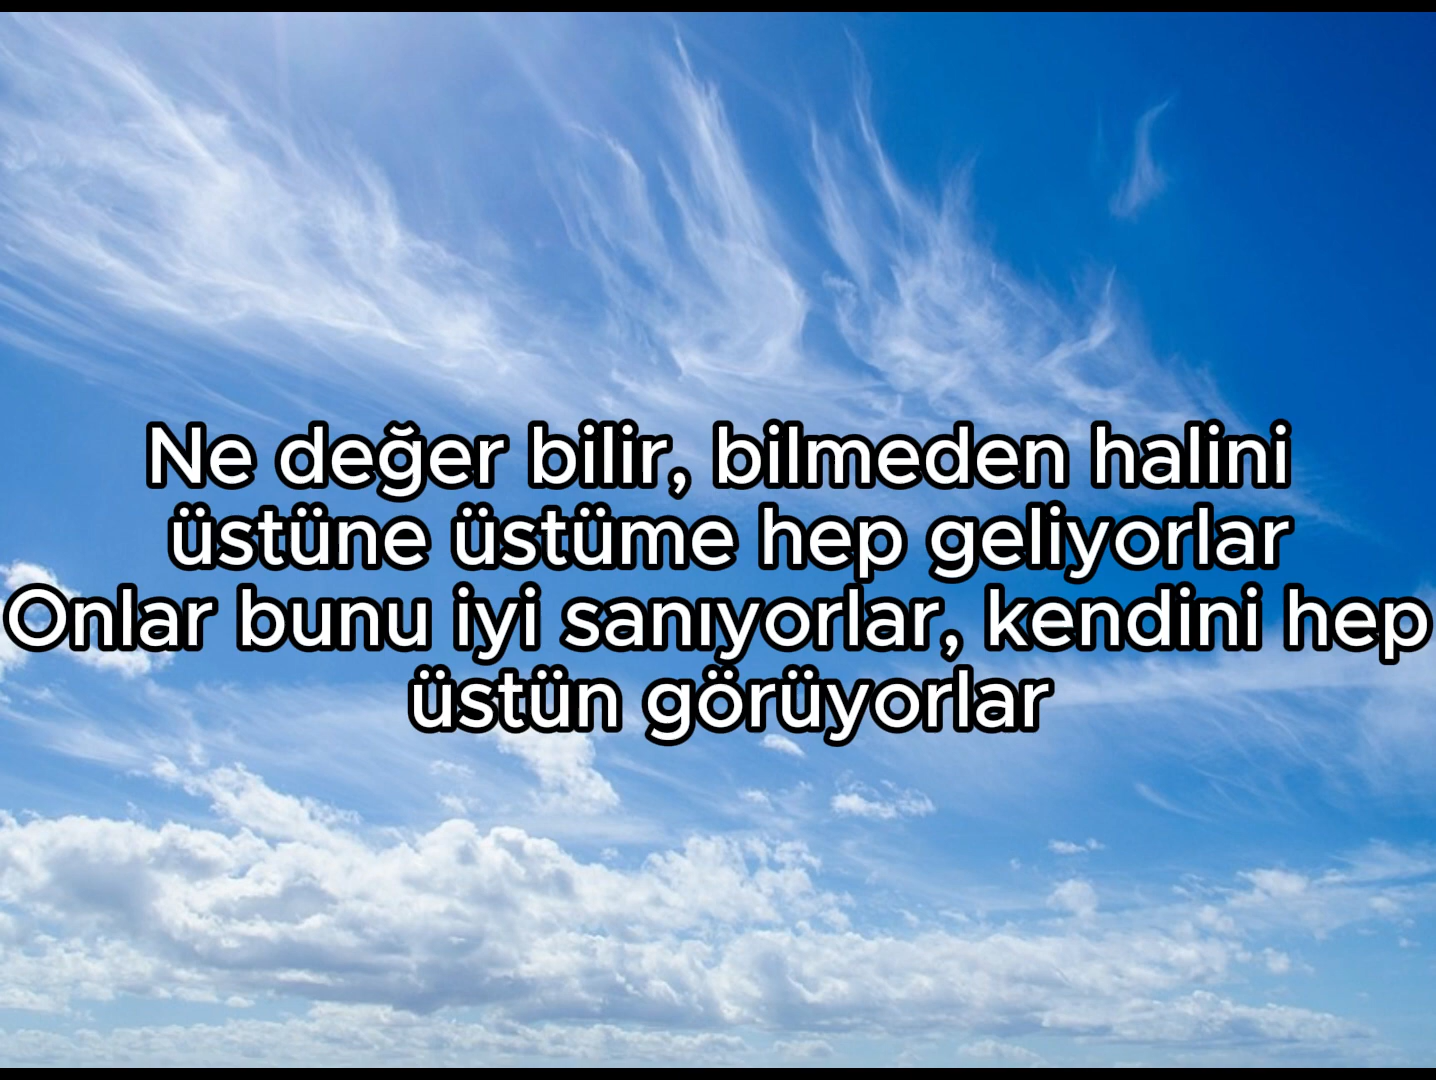 Ne değer bilir, bilmeden halini
üstüne üstüme hep geliyorlar
Onlar bunu iyi sanıyorlar, kendini hep
üstün görüyorlar